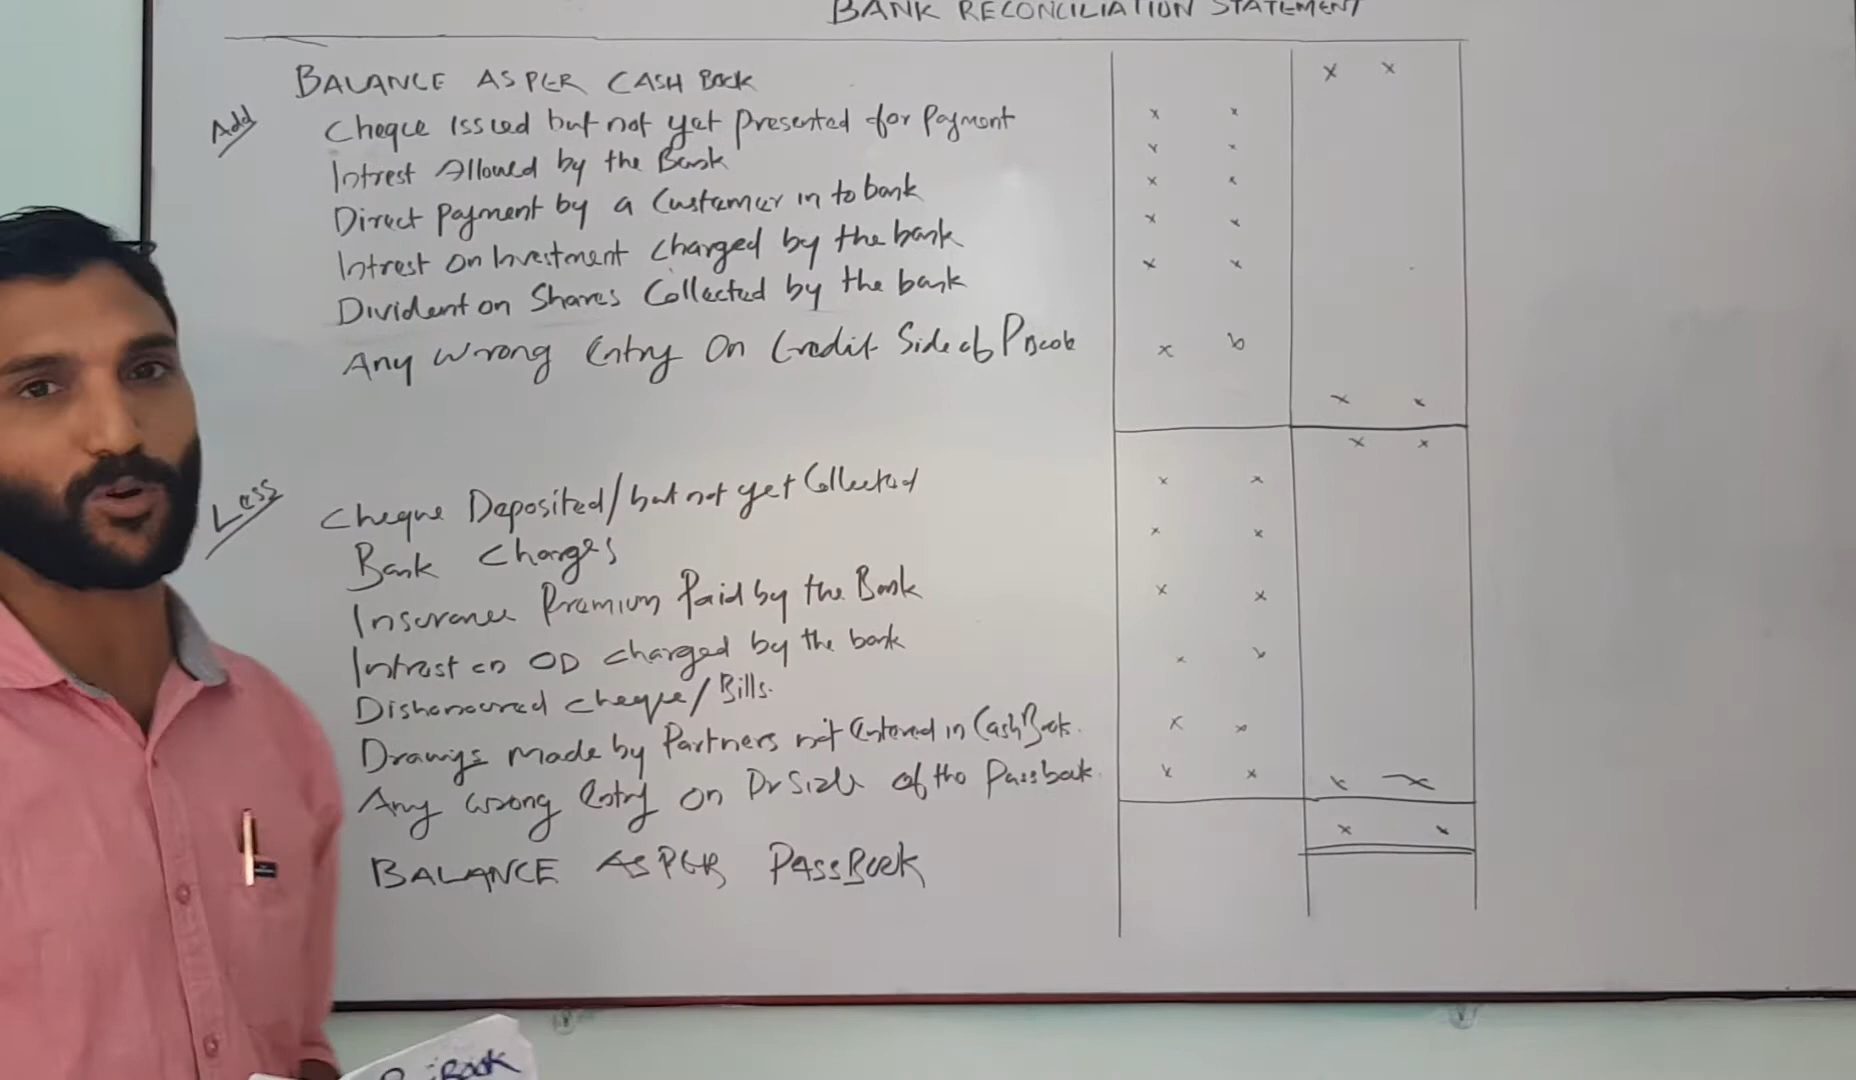 BANK RECONCILIATION STATEMENT
BALANCE AS PER CASH Book
Add
Cheqce Issued but not yet presented for Payment
Intrest Allowed by the Bank
Direct payment by a Customer in to bank
Intrest on Investment charged by the bank
Divident on Shares Collected by the bank
Any wrong Entry On Credit Side of PBook
Less
Cheque Deposited/but not yet Collected
Bank Charges
Insurance Premium Paid by the Bank
Intrest on OD charged by the bank
Dishonoured cheque/Bills.
Drawings made by Partners not Entered in CashBook.
Any wrong Entry on Dr Side of the Passbook.
BALANCE AS PER PASSBOOK
Book